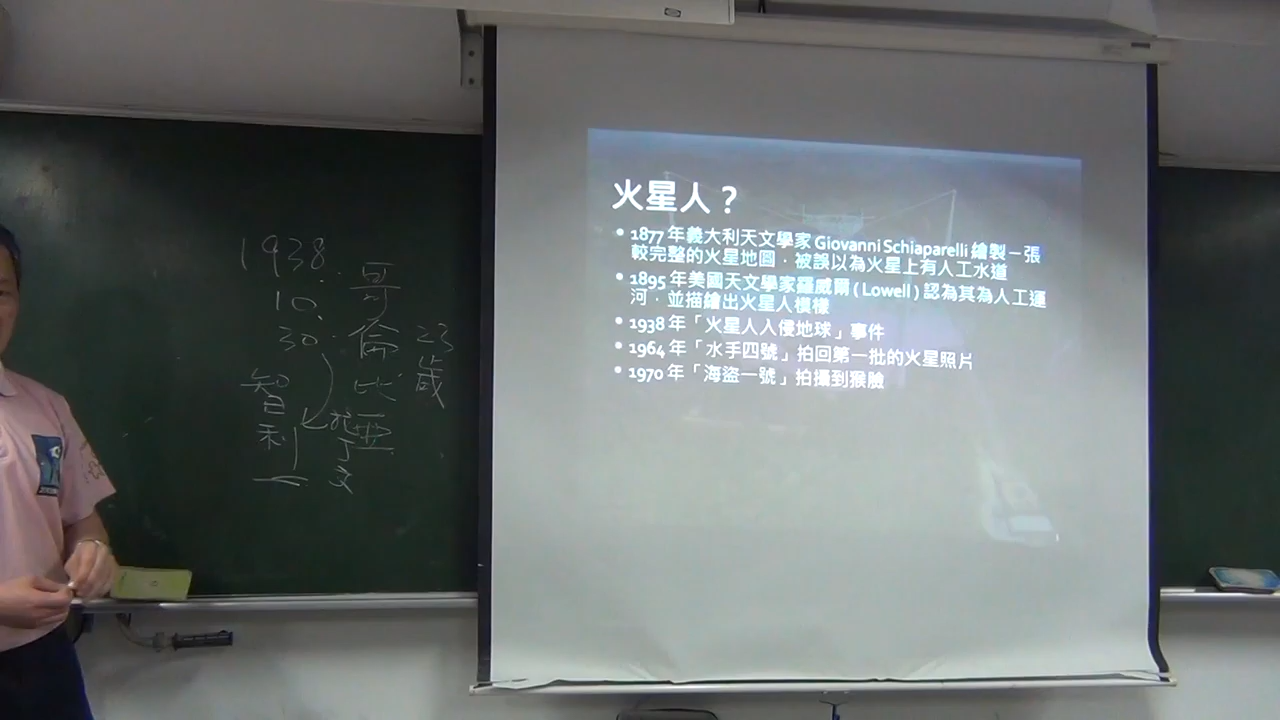 火星人？
• 1877 年義大利天文學家 Giovanni Schiaparelli 繪製一張
較完整的火星地圖，被誤以為火星上有人工水道
• 1895 年美國天文學家羅威爾 ( Lowell ) 認為其為人工運
河，並描繪出火星人模樣
• 1938 年「火星人入侵地球」事件
• 1964 年「水手四號」拍回第一批的火星照片
• 1970 年「海盜一號」拍攝到猴臉
1938.
10.
30.
哥倫比亞
23歲
智利